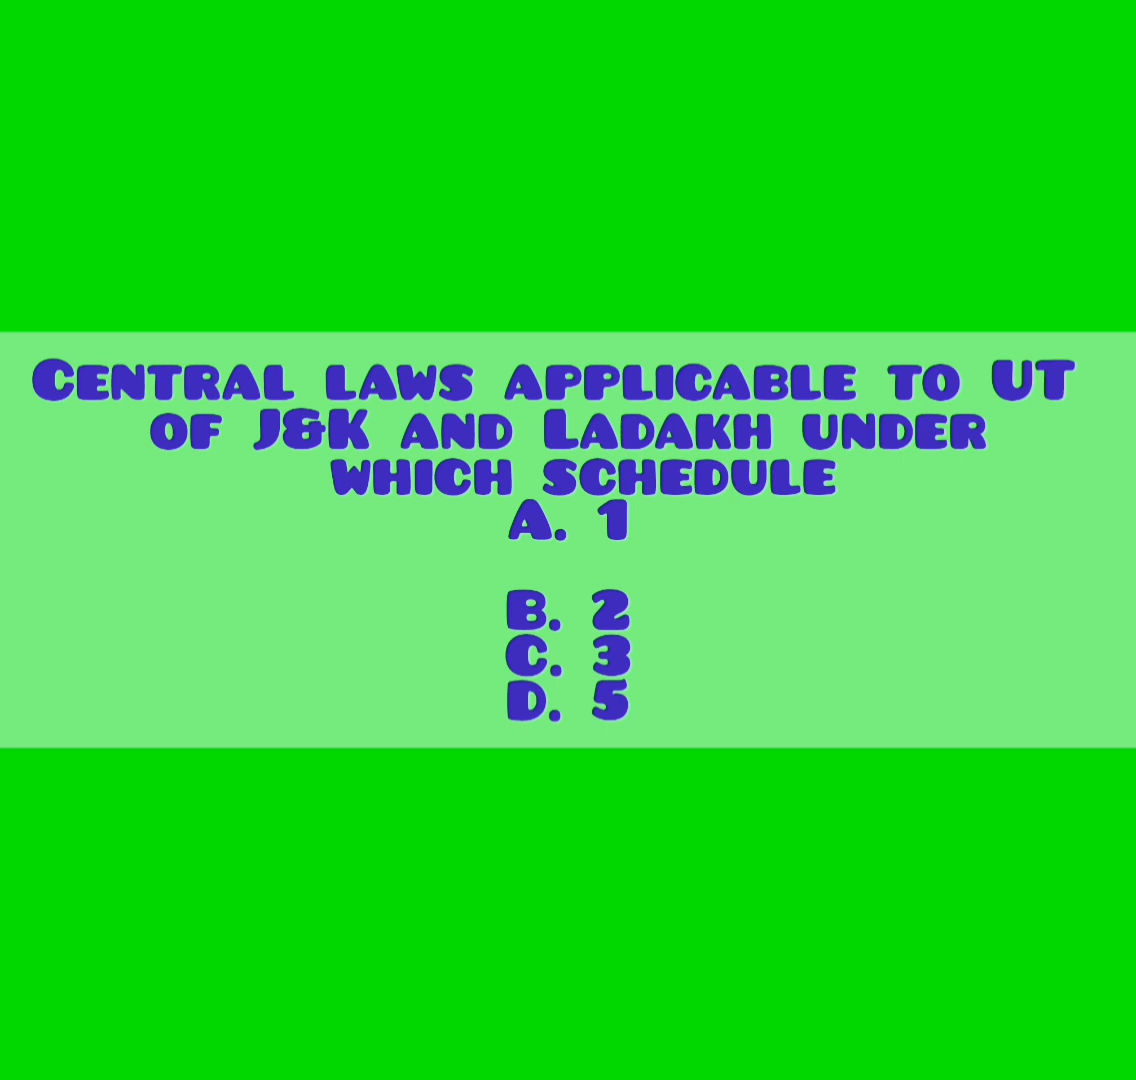 Central laws applicable to UT
of J&K and Ladakh under
which schedule
A. 1
B. 2
C. 3
D. 5